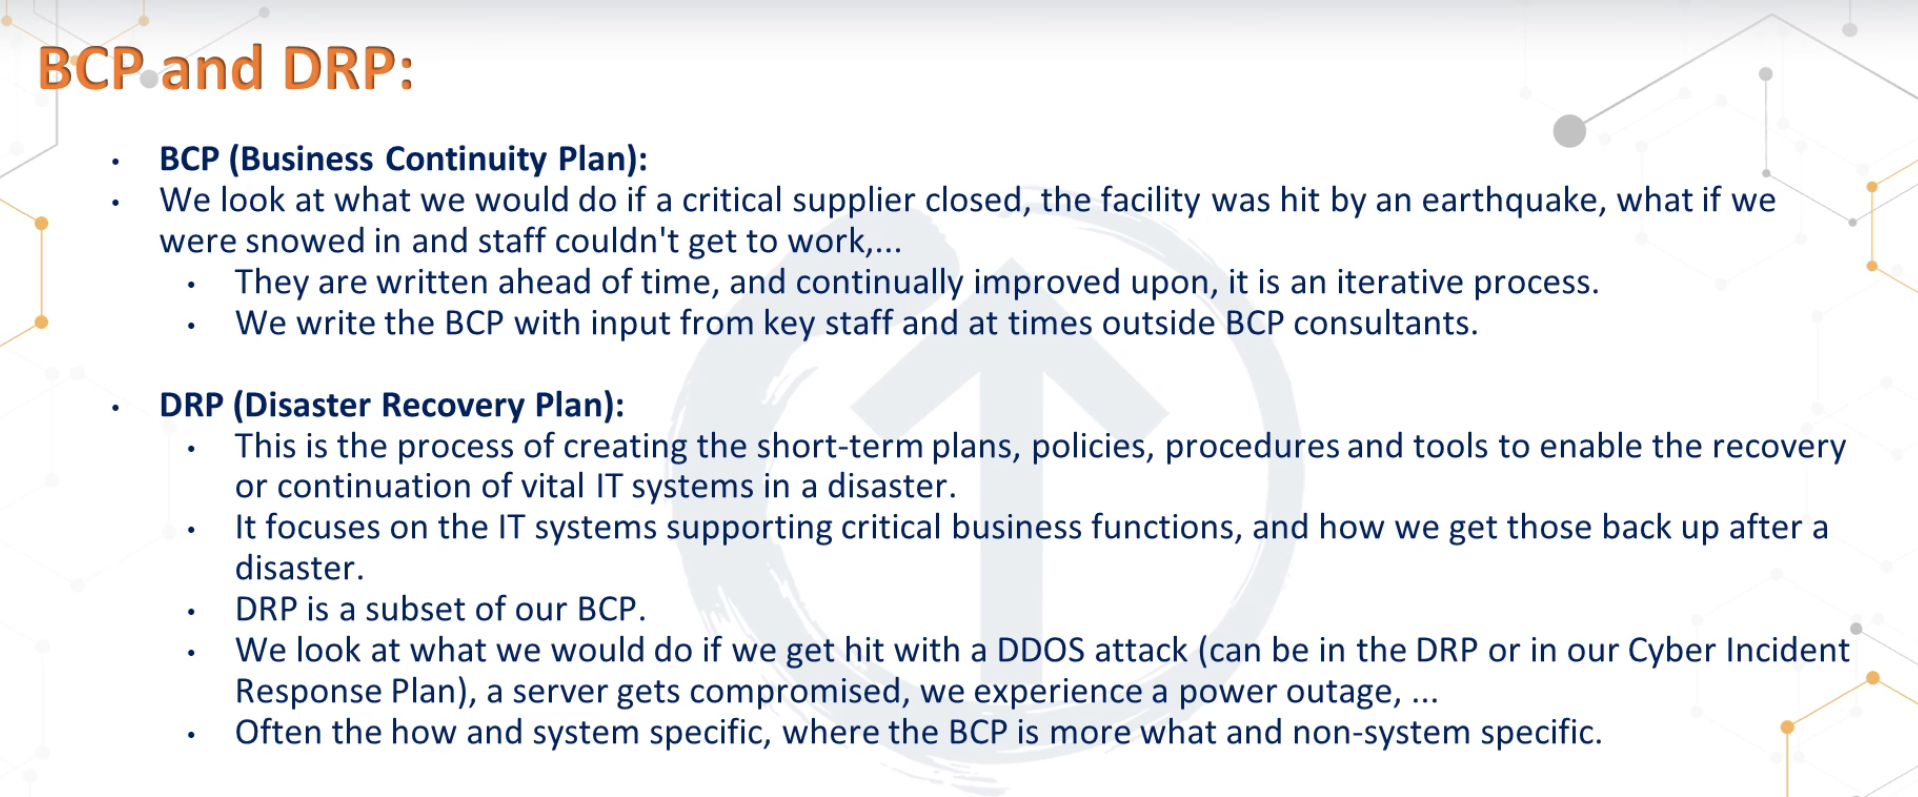 BCP and DRP:
• BCP (Business Continuity Plan):
• We look at what we would do if a critical supplier closed, the facility was hit by an earthquake, what if we
were snowed in and staff couldn't get to work,...
• They are written ahead of time, and continually improved upon, it is an iterative process.
• We write the BCP with input from key staff and at times outside BCP consultants.
• DRP (Disaster Recovery Plan):
• This is the process of creating the short-term plans, policies, procedures and tools to enable the recovery
or continuation of vital IT systems in a disaster.
• It focuses on the IT systems supporting critical business functions, and how we get those back up after a
disaster.
• DRP is a subset of our BCP.
• We look at what we would do if we get hit with a DDOS attack (can be in the DRP or in our Cyber Incident
Response Plan), a server gets compromised, we experience a power outage, ...
• Often the how and system specific, where the BCP is more what and non-system specific.